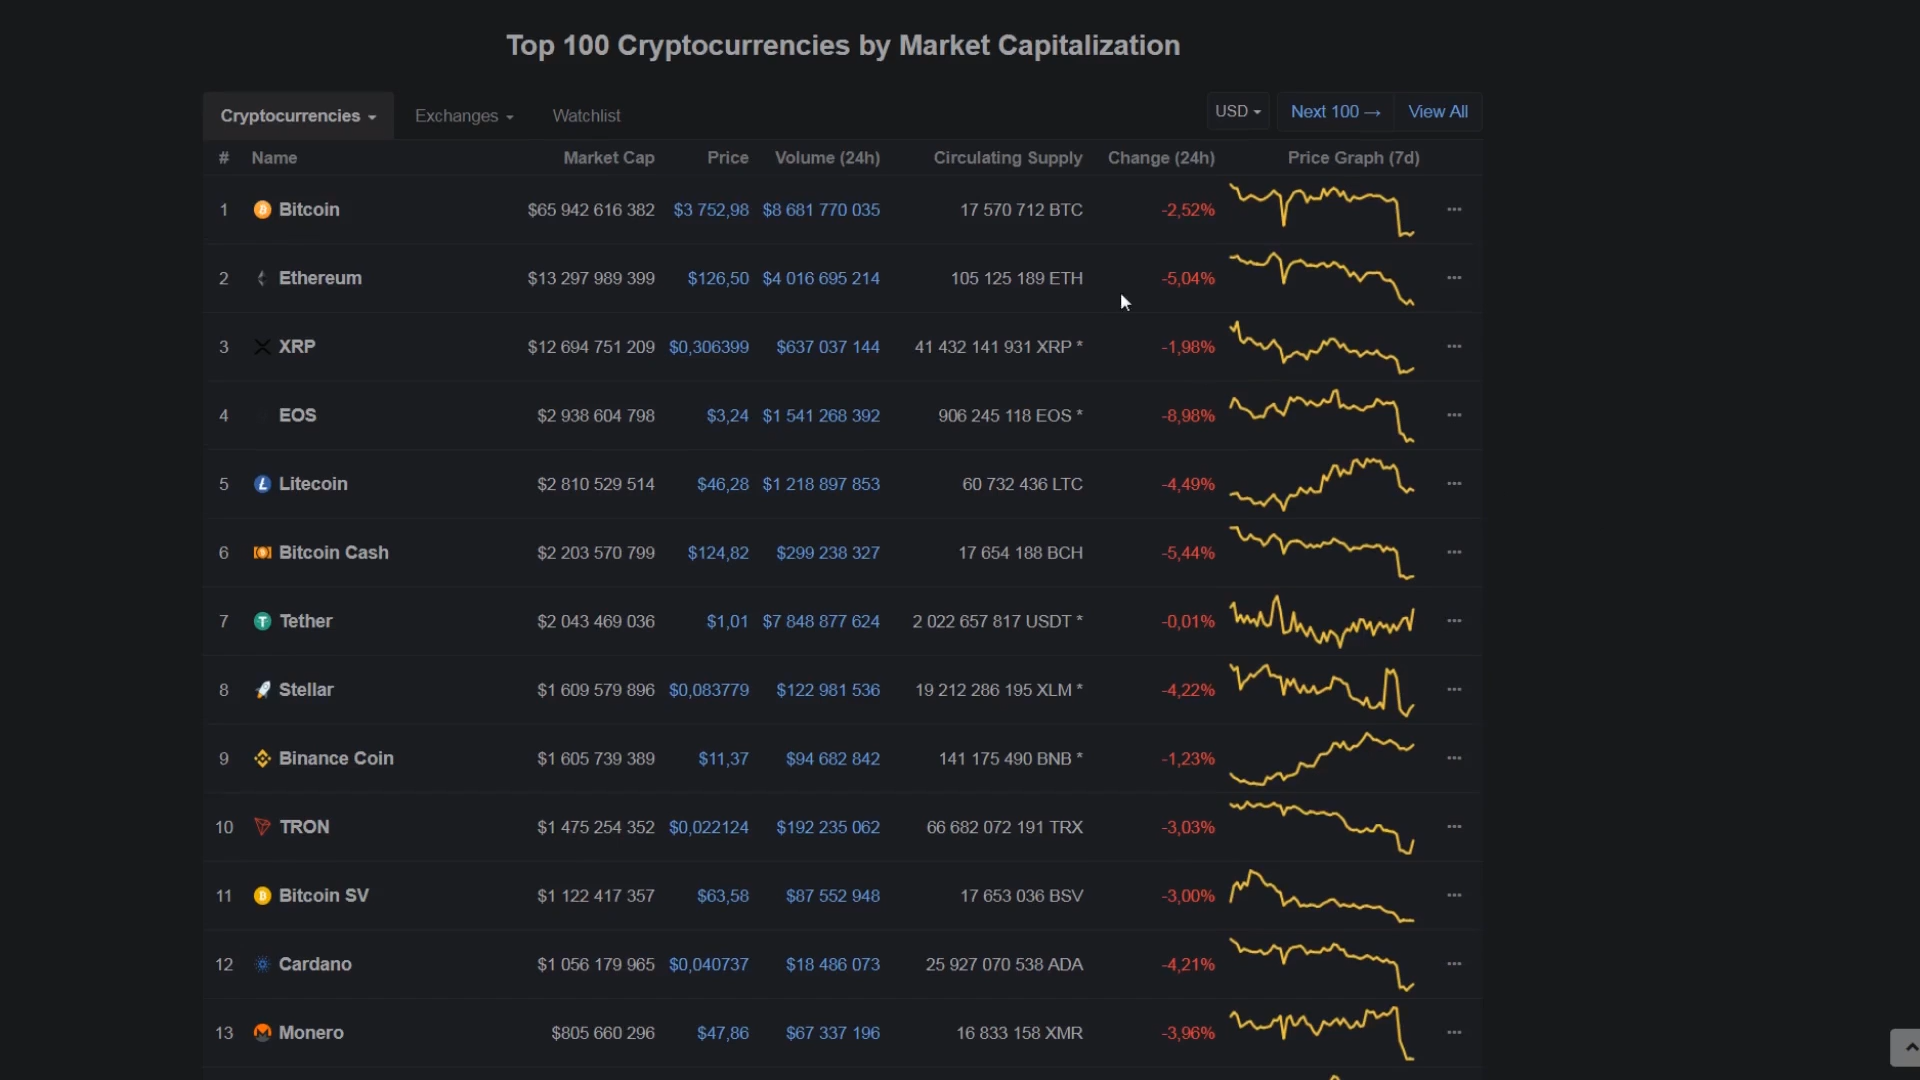 Top 100 Cryptocurrencies by Market Capitalization
Cryptocurrencies Exchanges Watchlist USD Next 100 → View All
# Name Market Cap Price Volume (24h) Circulating Supply Change (24h) Price Graph (7d)
1 Bitcoin $65 942 616 382 $3 752,98 $8 681 770 035 17 570 712 BTC -2,52% ...
2 Ethereum $13 297 989 399 $126,50 $4 016 695 214 105 125 189 ETH -5,04% ...
3 XRP $12 694 751 209 $0,306399 $637 037 144 41 432 141 931 XRP * -1,98% ...
4 EOS $2 938 604 798 $3,24 $1 541 268 392 906 245 118 EOS * -8,98% ...
5 Litecoin $2 810 529 514 $46,28 $1 218 897 853 60 732 436 LTC -4,49% ...
6 Bitcoin Cash $2 203 570 799 $124,82 $299 238 327 17 654 188 BCH -5,44% ...
7 Tether $2 043 469 036 $1,01 $7 848 877 624 2 022 657 817 USDT * -0,01% ...
8 Stellar $1 609 579 896 $0,083779 $122 981 536 19 212 286 195 XLM * -4,22% ...
9 Binance Coin $1 605 739 389 $11,37 $94 682 842 141 175 490 BNB * -1,23% ...
10 TRON $1 475 254 352 $0,022124 $192 235 062 66 682 072 191 TRX -3,03% ...
11 Bitcoin SV $1 122 417 357 $63,58 $87 552 948 17 653 036 BSV -3,00% ...
12 Cardano $1 056 179 965 $0,040737 $18 486 073 25 927 070 538 ADA -4,21% ...
13 Monero $805 660 296 $47,86 $67 337 196 16 833 158 XMR -3,96% ...